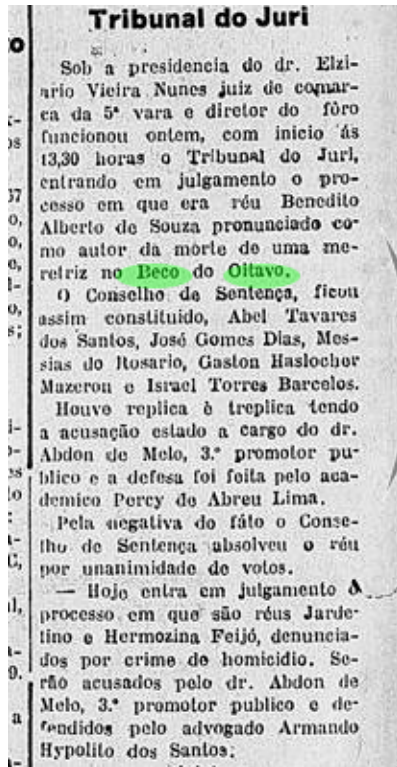 Tribunal do Juri
Sob a presidencia do dr. Elzi-
ario Vieira Nunes juiz de comar-
ca da 5ª vara e diretor do fôro
funcionou ontem, com inicio ás
13,30 horas o Tribunal do Juri,
entrando em julgamento o pro-
cesso em que era réu Benedito
Alberto de Souza pronunciado co-
mo autor da morte de uma me-
retriz no Beco do Oitavo.
O Conselho de Sentença, ficou
assim constituido, Abel Tavares
dos Santos, José Gomes Dias, Mes-
sias do Rosario, Gaston Haslocher
Mazerou e Israel Torres Barcelos.
Houve replica è treplica tendo
a acusação estado a cargo do dr.
Abdon de Melo, 3.º promotor pu-
blico e a defesa foi feita pelo aca-
demico Percy de Abreu Lima.
Pela negativa do fáto o Conse-
lho de Sentença absolveu o réu
por unanimidade de votos.
— Hoje entra em julgamento o
processo em que são réus Jarde-
lino e Hermozina Feijó, denuncia-
dos por crime de homicidio. Se-
rão acusados pelo dr. Abdon de
Melo, 3.º promotor publico e de-
fendidos pelo advogado Armando
Hypolito dos Santos;